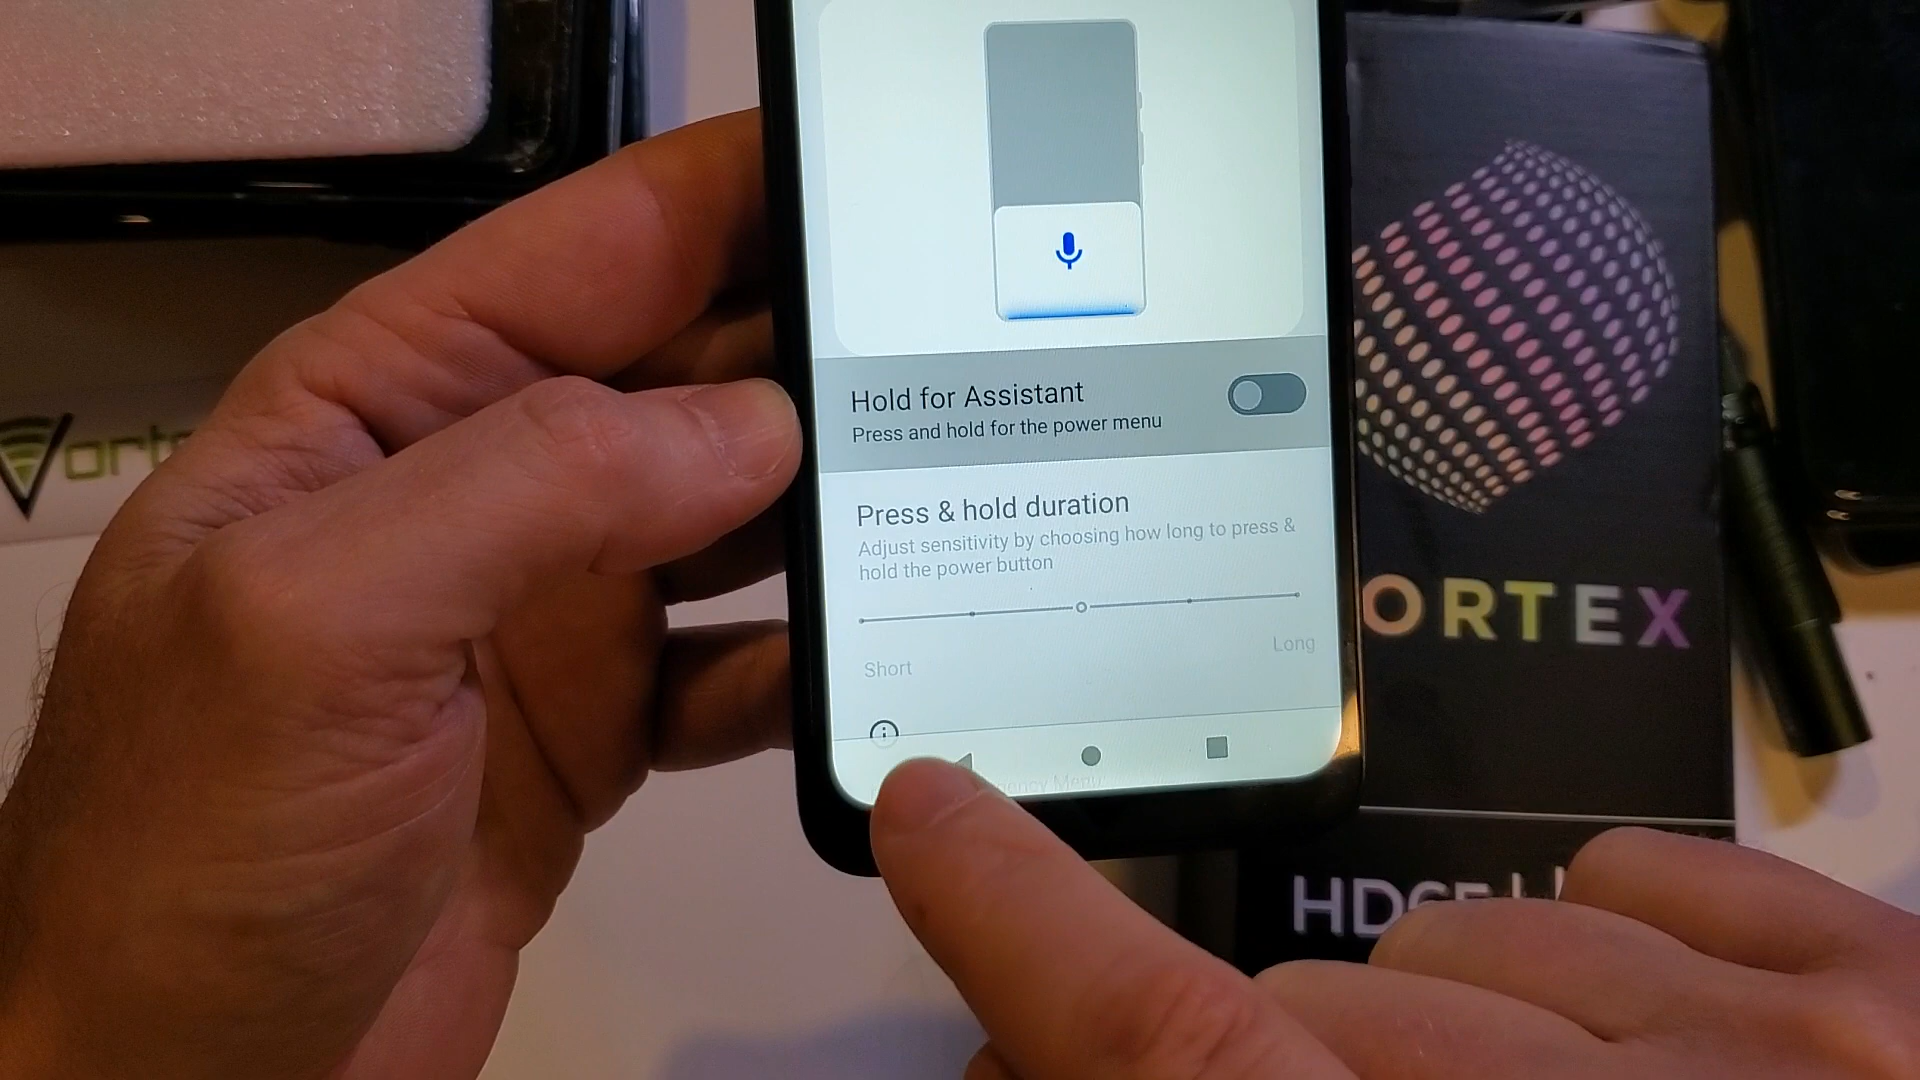 Hold for Assistant
Press and hold for the power menu
Press & hold duration
Adjust sensitivity by choosing how long to press &
hold the power button
Short
Long
ORTEX